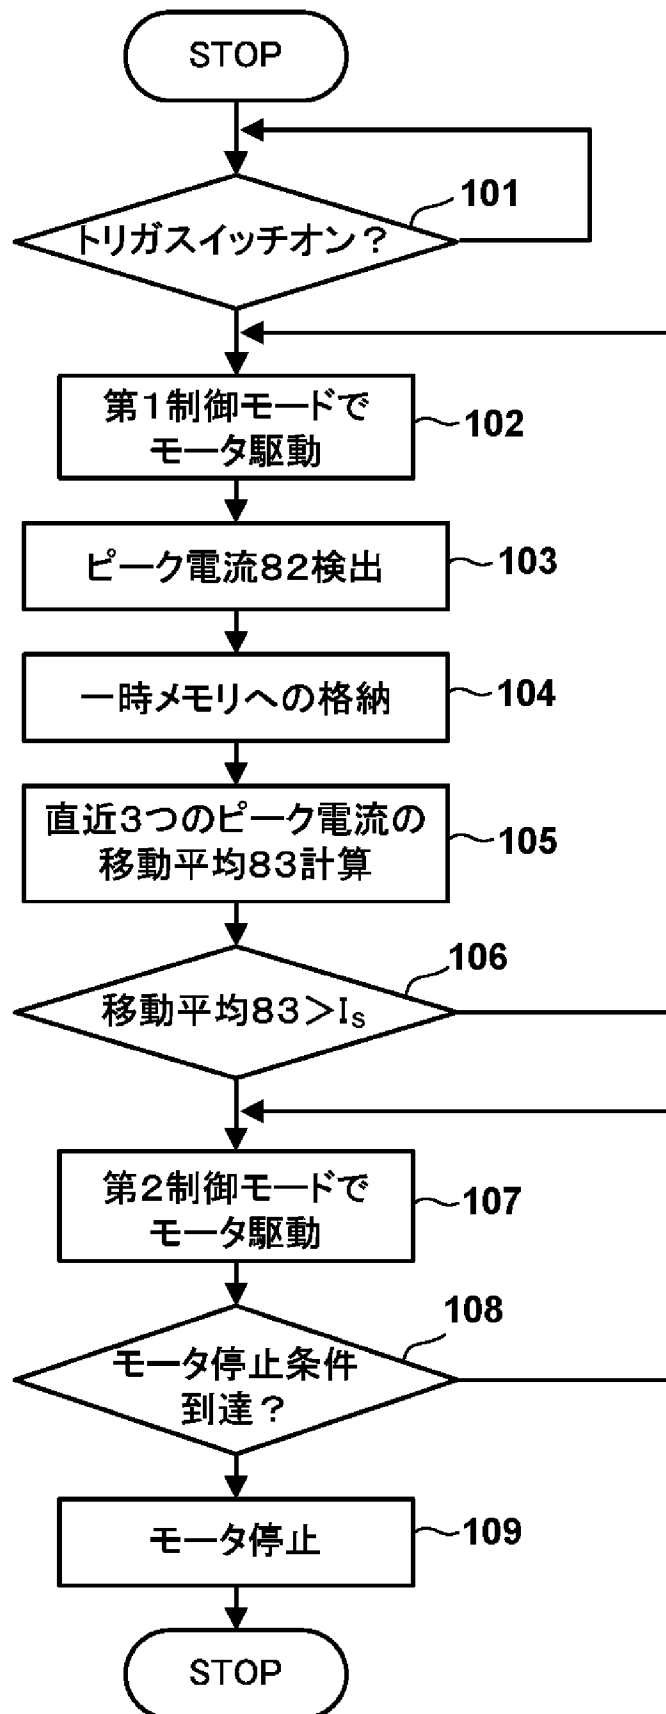 STOP
トリガスイッチオン？
101
第1制御モードで
モータ駆動
102
ピーク電流82検出
103
一時メモリへの格納
104
直近3つのピーク電流の
移動平均83計算
105
移動平均83＞Is
106
第2制御モードで
モータ駆動
107
モータ停止条件
到達？
108
モータ停止
109
STOP